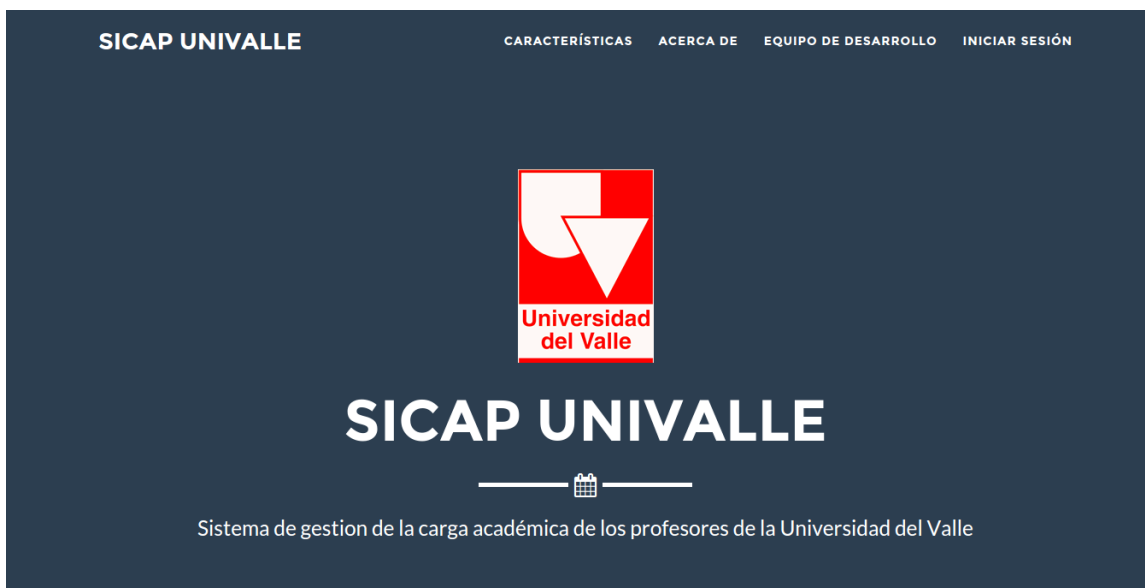 SICAP UNIVALLE
CARACTERÍSTICAS ACERCA DE EQUIPO DE DESARROLLO INICIAR SESIÓN
Universidad
del Valle
SICAP UNIVALLE
Sistema de gestion de la carga académica de los profesores de la Universidad del Valle